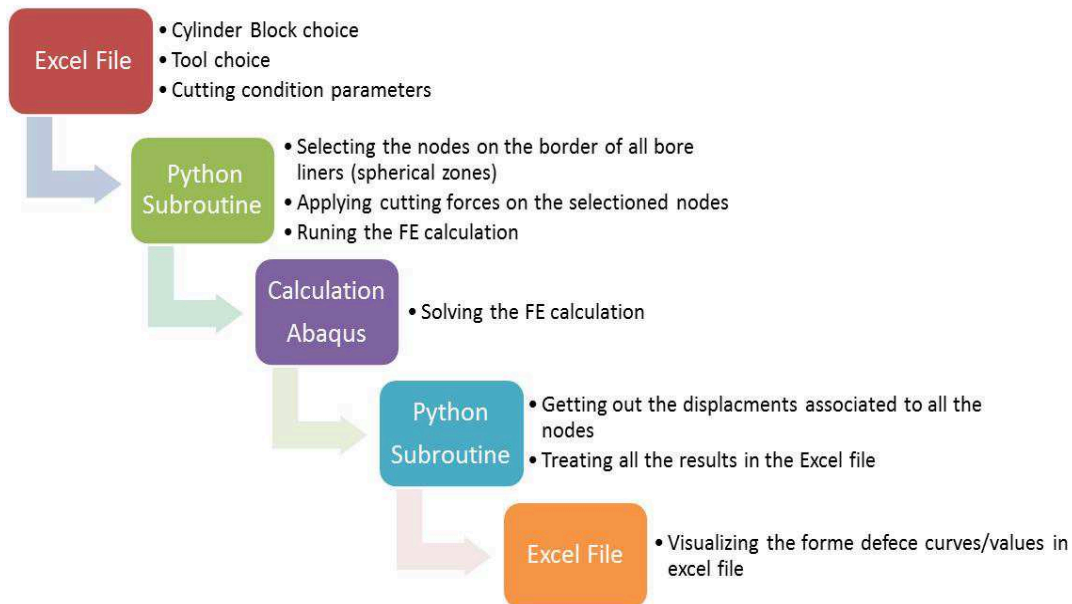 Excel File
• Cylinder Block choice
• Tool choice
• Cutting condition parameters
Python
Subroutine
• Selecting the nodes on the border of all bore
liners (spherical zones)
• Applying cutting forces on the selectioned nodes
• Runing the FE calculation
Calculation
Abaqus
• Solving the FE calculation
Python
Subroutine
• Getting out the displacments associated to all the
nodes
• Treating all the results in the Excel file
Excel File
• Visualizing the forme defece curves/values in
excel file